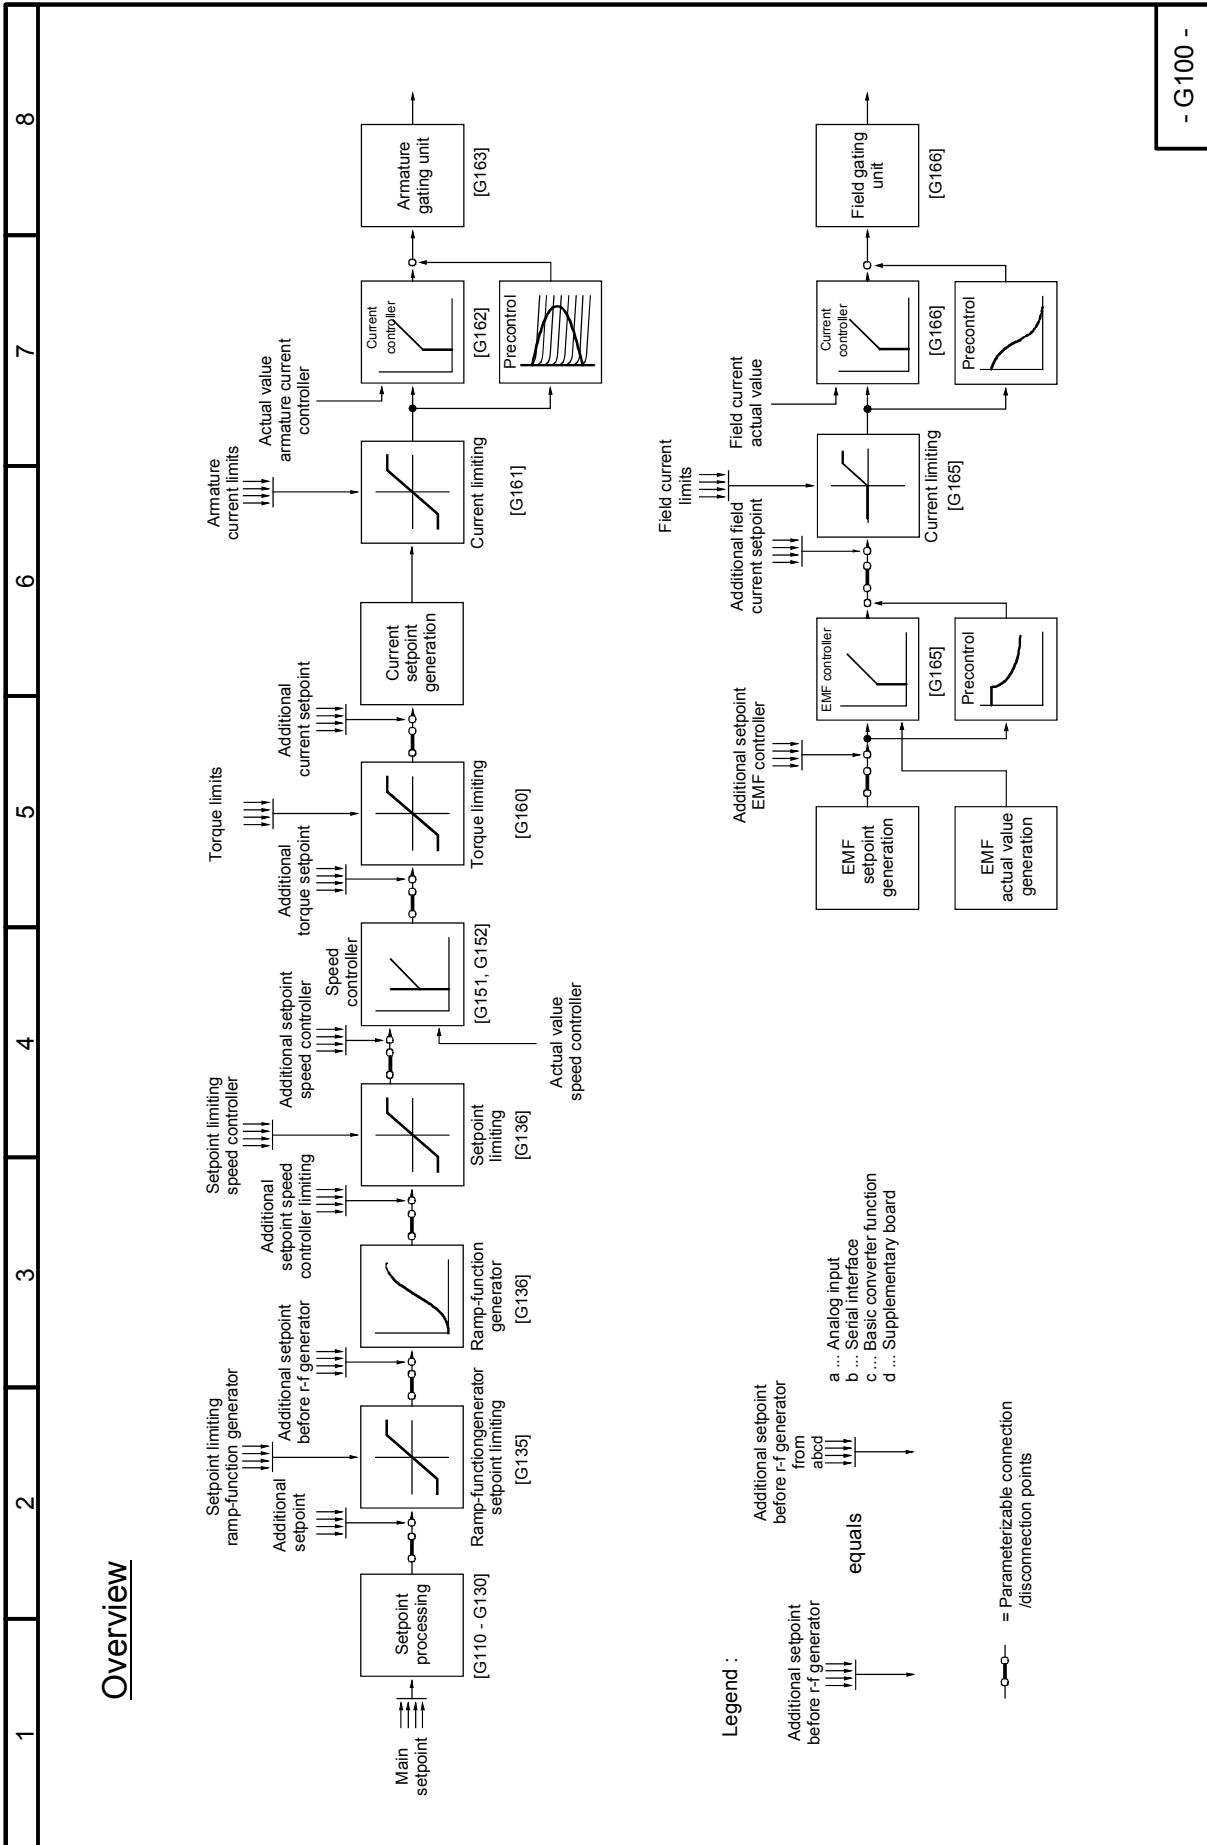 1
2
3
4
5
6
7
8
Overview
Main
setpoint
Setpoint
processing
[G110 - G130]
Additional
setpoint
Setpoint limiting
ramp-function generator
Ramp-functiongenerator
setpoint limiting
[G135]
Additional setpoint
before r-f generator
Ramp-function
generator
[G136]
Additional
setpoint speed
controller limiting
Setpoint limiting
speed controller
Setpoint
limiting
[G136]
Additional setpoint
speed controller
Speed
controller
[G151, G152]
Actual value
speed controller
Additional
torque setpoint
Torque limits
Torque limiting
[G160]
Additional
current setpoint
Current
setpoint
generation
Armature
current limits
Current limiting
[G161]
Actual value
armature current
controller
Current
controller
[G162]
Precontrol
Armature
gating unit
[G163]
EMF
setpoint
generation
EMF
actual value
generation
Additional setpoint
EMF controller
EMF controller
[G165]
Precontrol
Additional field
current setpoint
Field current
limits
Current limiting
[G165]
Field current
actual value
Current
controller
[G166]
Precontrol
Field gating
unit
[G166]
Legend :
Additional setpoint
before r-f generator
equals
Additional setpoint
before r-f generator
from
abcd
a ... Analog input
b ... Serial interface
c ... Basic converter function
d ... Supplementary board
= Parameterizable connection
/disconnection points
- G100 -